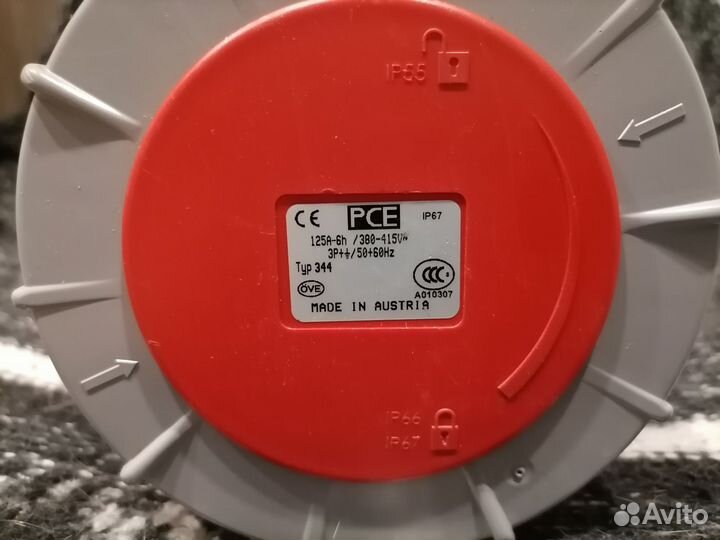 IP55
CE PCE IP67
125A-6h /380-415V~
3P+⏚/50+60Hz
Typ 344
ÖVE CCC
A010307
MADE IN AUSTRIA
IP66
IP67
Avito